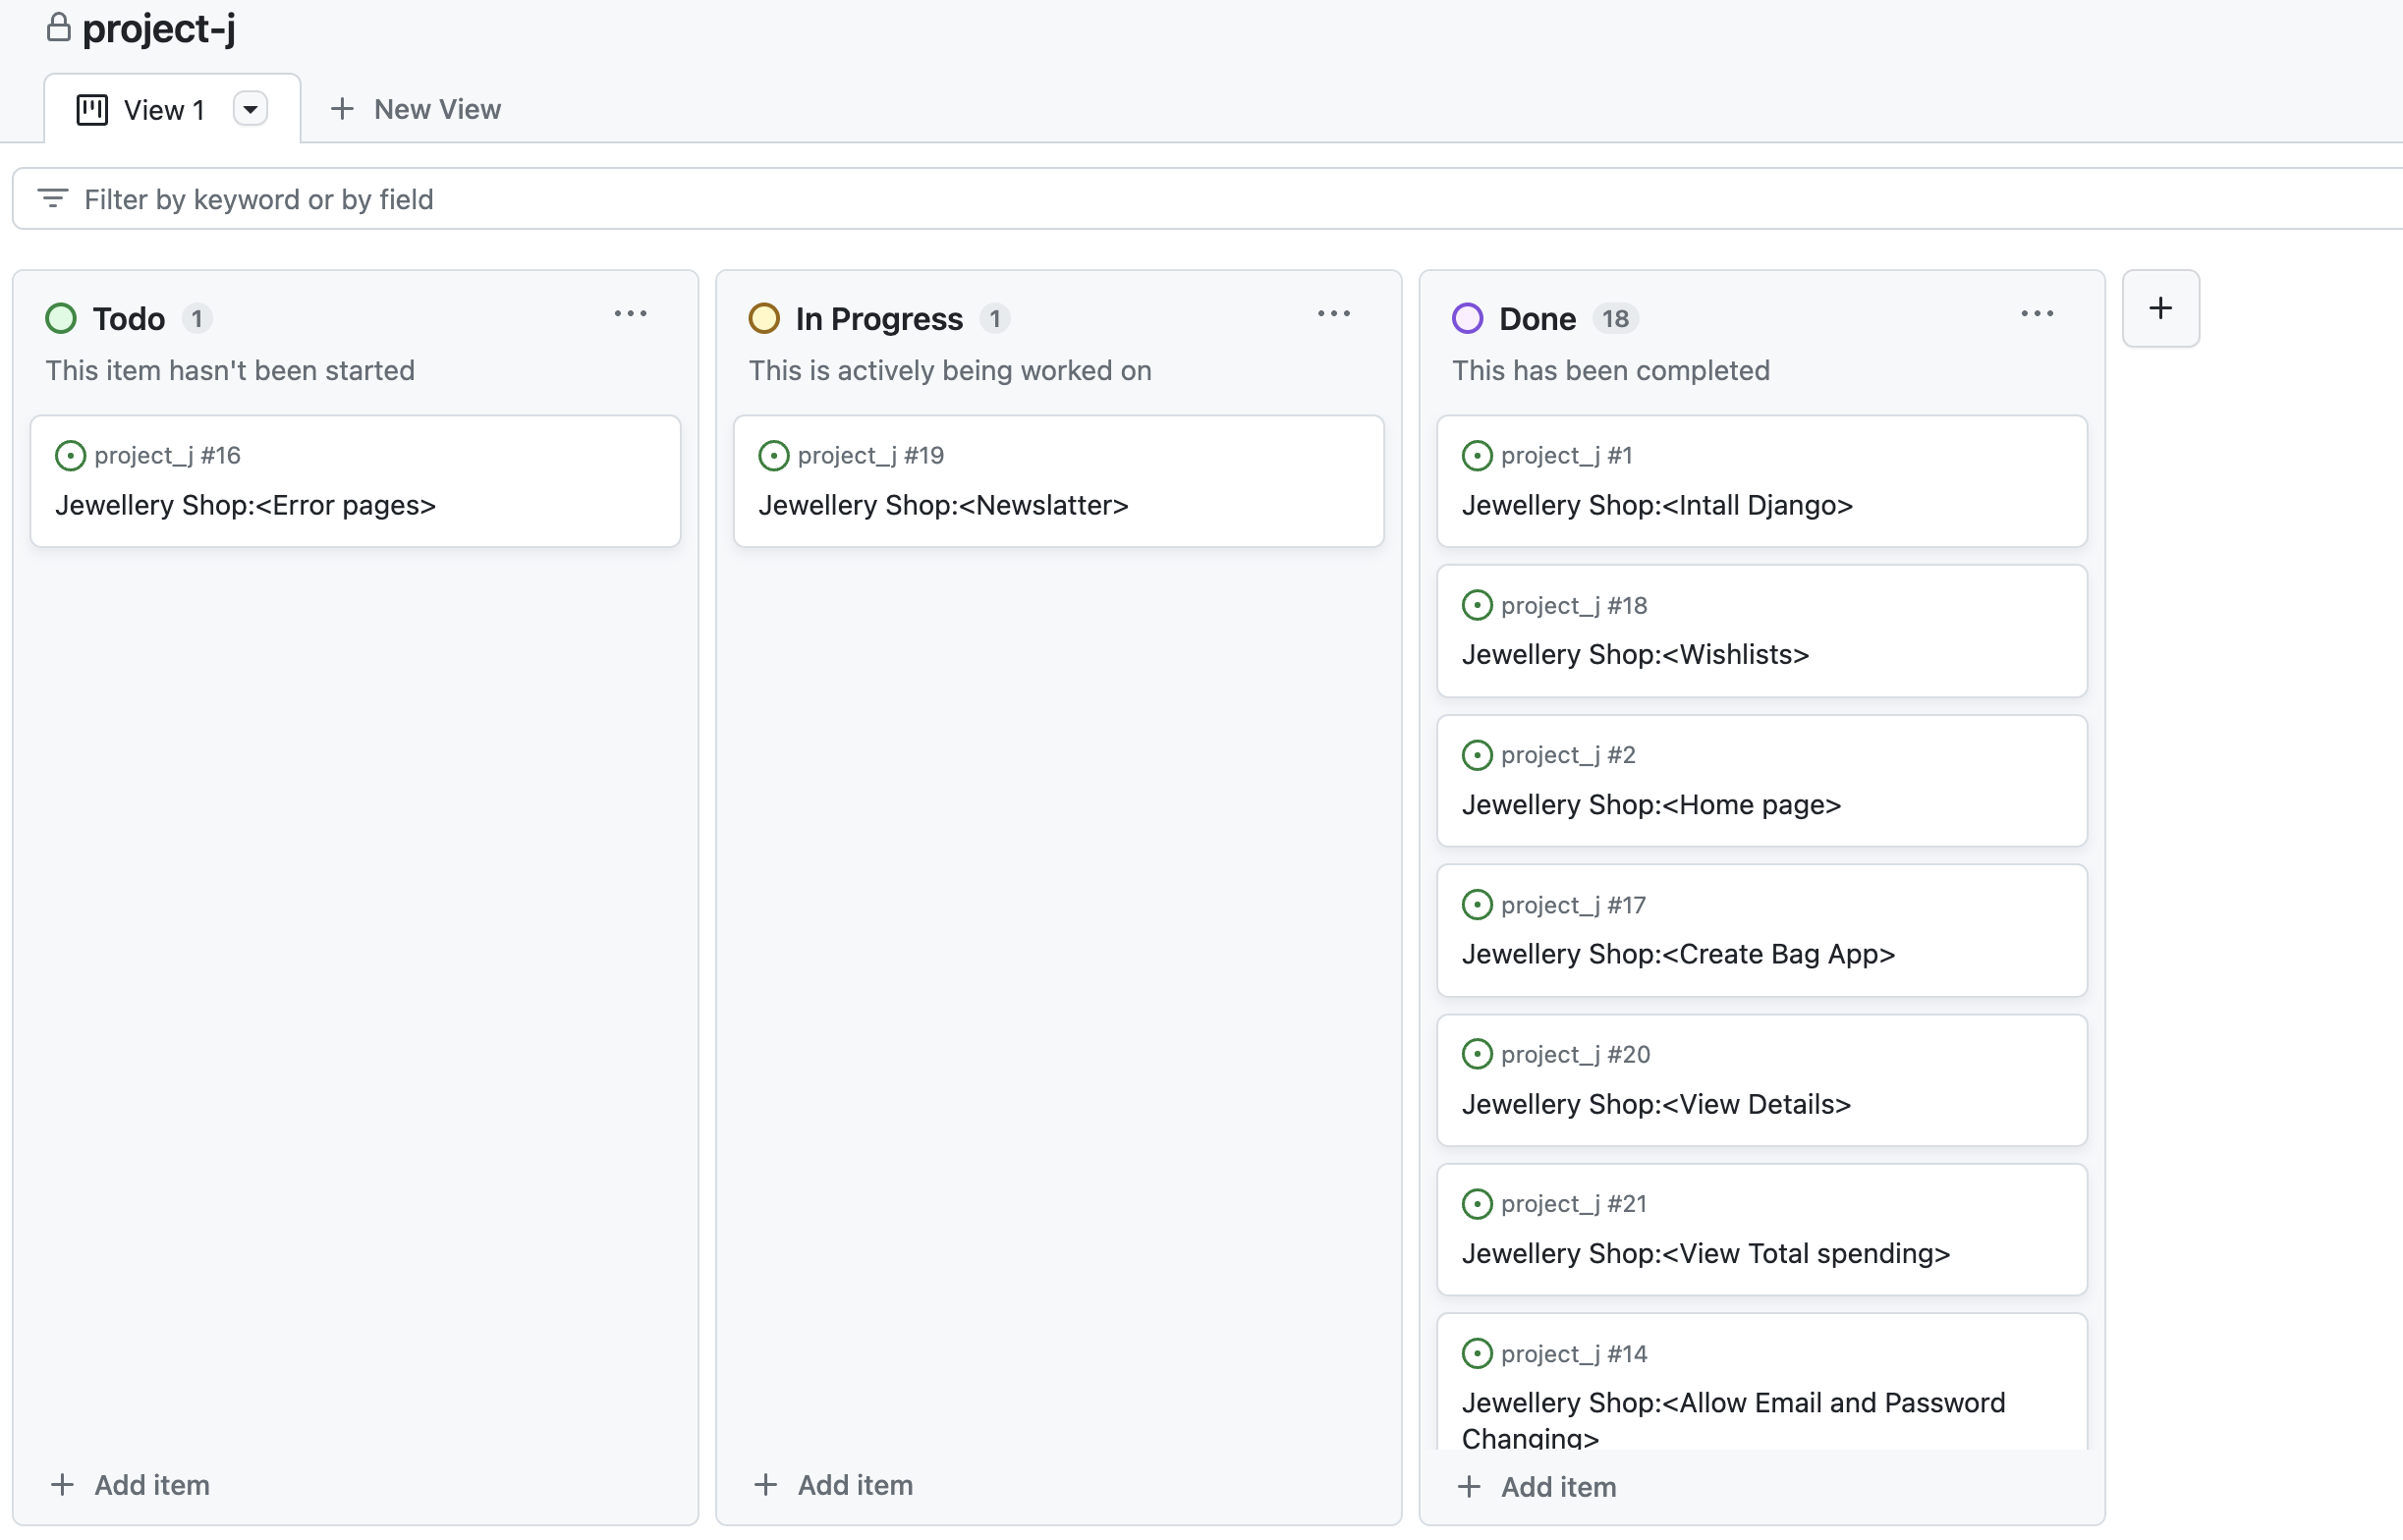 project-j
View 1
New View
Filter by keyword or by field
Todo 1
This item hasn't been started
project_j #16
Jewellery Shop:<Error pages>
Add item
In Progress 1
This is actively being worked on
project_j #19
Jewellery Shop:<Newslatter>
Add item
Done 18
This has been completed
project_j #1
Jewellery Shop:<Intall Django>
project_j #18
Jewellery Shop:<Wishlists>
project_j #2
Jewellery Shop:<Home page>
project_j #17
Jewellery Shop:<Create Bag App>
project_j #20
Jewellery Shop:<View Details>
project_j #21
Jewellery Shop:<View Total spending>
project_j #14
Jewellery Shop:<Allow Email and Password
Changing>
Add item